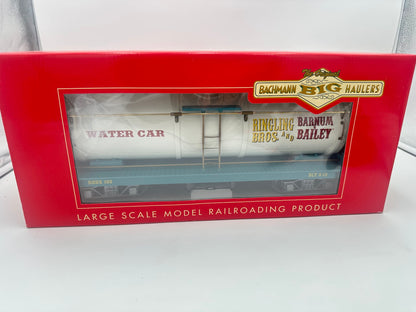 The Original
BACHMANN BIG HAULERS
WATER CAR
RINGLING BARNUM
BROS. AND BAILEY
LARGE SCALE MODEL RAILROADING PRODUCT